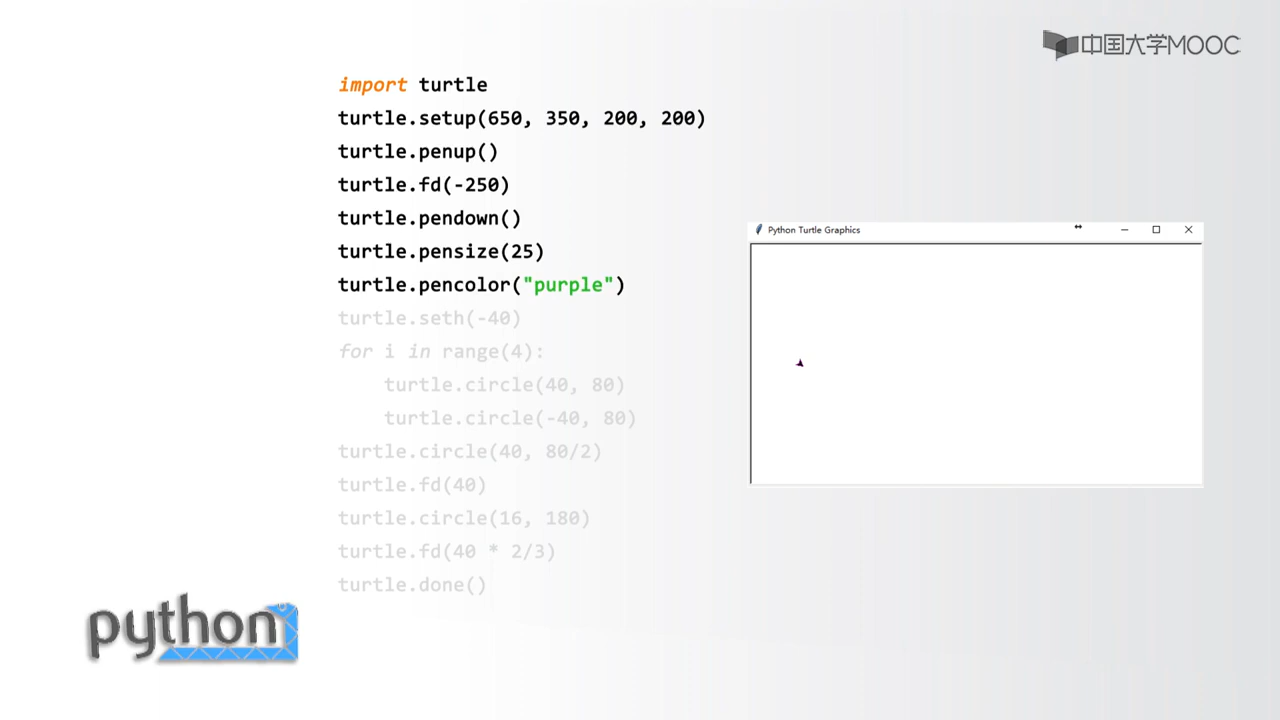 中国大学MOOC
import turtle
turtle.setup(650, 350, 200, 200)
turtle.penup()
turtle.fd(-250)
turtle.pendown()
turtle.pensize(25)
turtle.pencolor("purple")
turtle.seth(-40)
for i in range(4):
    turtle.circle(40, 80)
    turtle.circle(-40, 80)
turtle.circle(40, 80/2)
turtle.fd(40)
turtle.circle(16, 180)
turtle.fd(40 * 2/3)
turtle.done()
Python Turtle Graphics
python